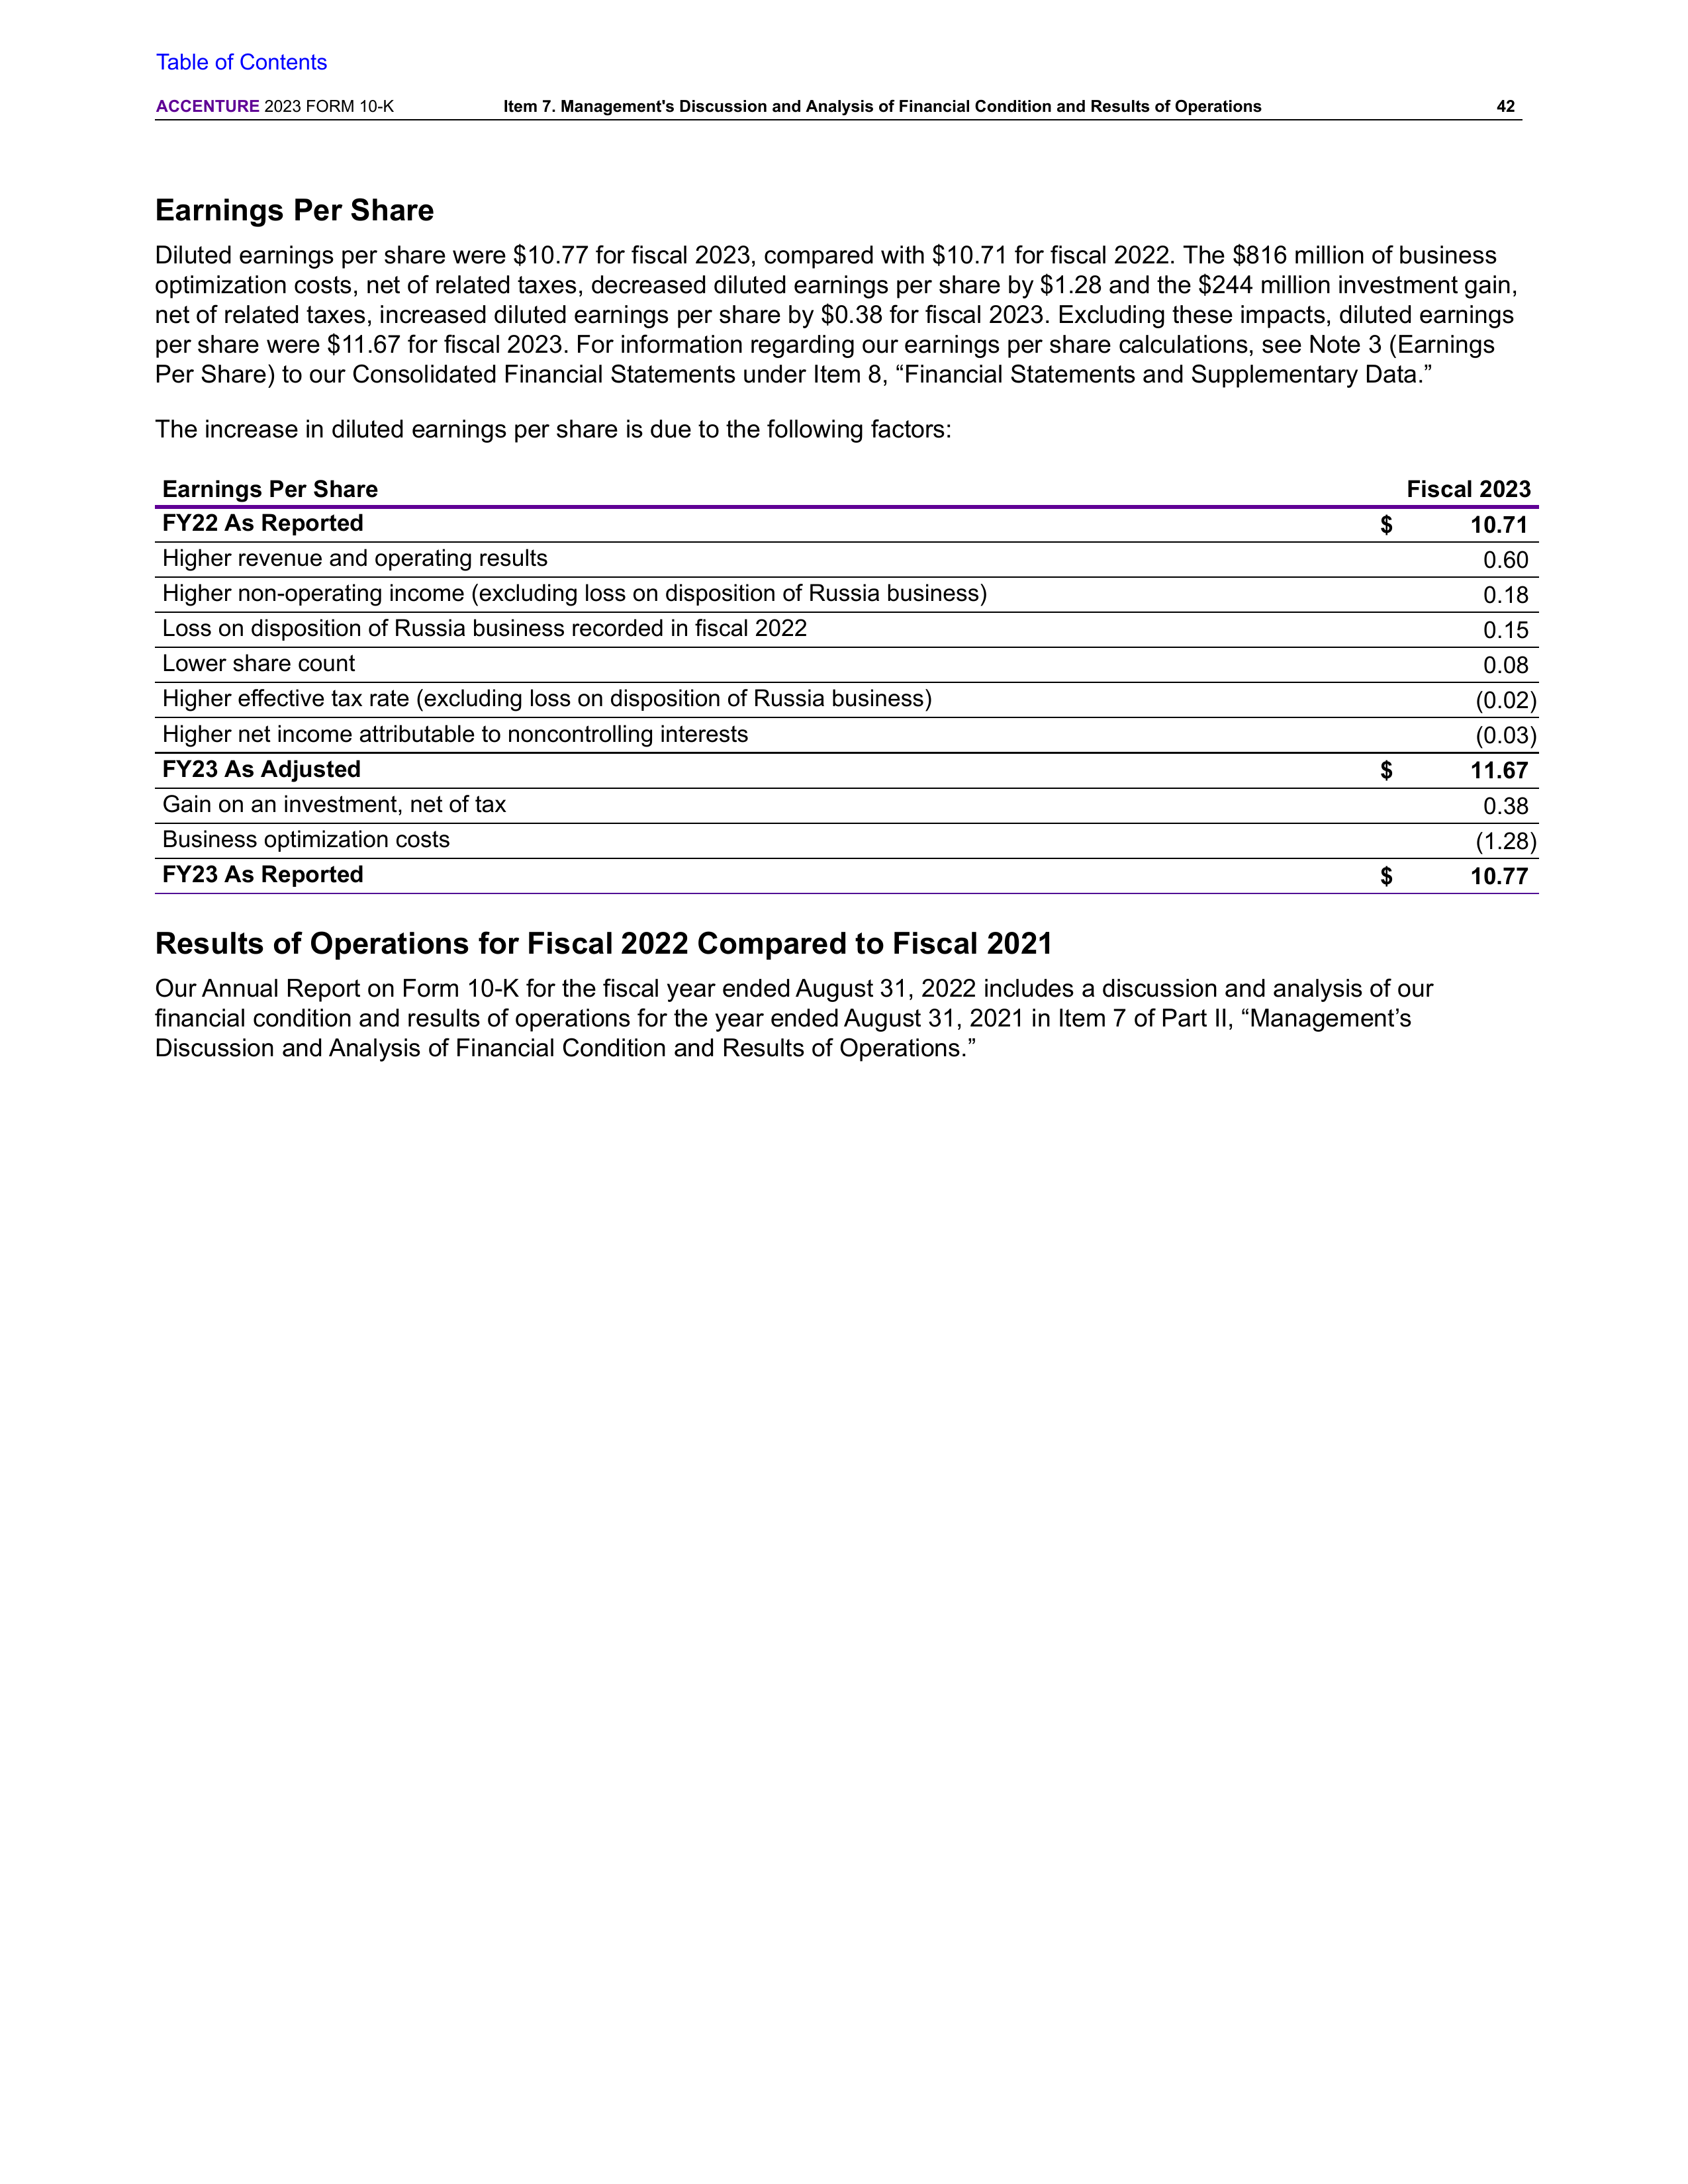 Table of Contents
ACCENTURE 2023 FORM 10-K Item 7. Management's Discussion and Analysis of Financial Condition and Results of Operations 42
Earnings Per Share
Diluted earnings per share were $10.77 for fiscal 2023, compared with $10.71 for fiscal 2022. The $816 million of business
optimization costs, net of related taxes, decreased diluted earnings per share by $1.28 and the $244 million investment gain,
net of related taxes, increased diluted earnings per share by $0.38 for fiscal 2023. Excluding these impacts, diluted earnings
per share were $11.67 for fiscal 2023. For information regarding our earnings per share calculations, see Note 3 (Earnings
Per Share) to our Consolidated Financial Statements under Item 8, “Financial Statements and Supplementary Data.”
The increase in diluted earnings per share is due to the following factors:
Earnings Per Share Fiscal 2023
FY22 As Reported $ 10.71
Higher revenue and operating results 0.60
Higher non-operating income (excluding loss on disposition of Russia business) 0.18
Loss on disposition of Russia business recorded in fiscal 2022 0.15
Lower share count 0.08
Higher effective tax rate (excluding loss on disposition of Russia business) (0.02)
Higher net income attributable to noncontrolling interests (0.03)
FY23 As Adjusted $ 11.67
Gain on an investment, net of tax 0.38
Business optimization costs (1.28)
FY23 As Reported $ 10.77
Results of Operations for Fiscal 2022 Compared to Fiscal 2021
Our Annual Report on Form 10-K for the fiscal year ended August 31, 2022 includes a discussion and analysis of our
financial condition and results of operations for the year ended August 31, 2021 in Item 7 of Part II, “Management’s
Discussion and Analysis of Financial Condition and Results of Operations.”